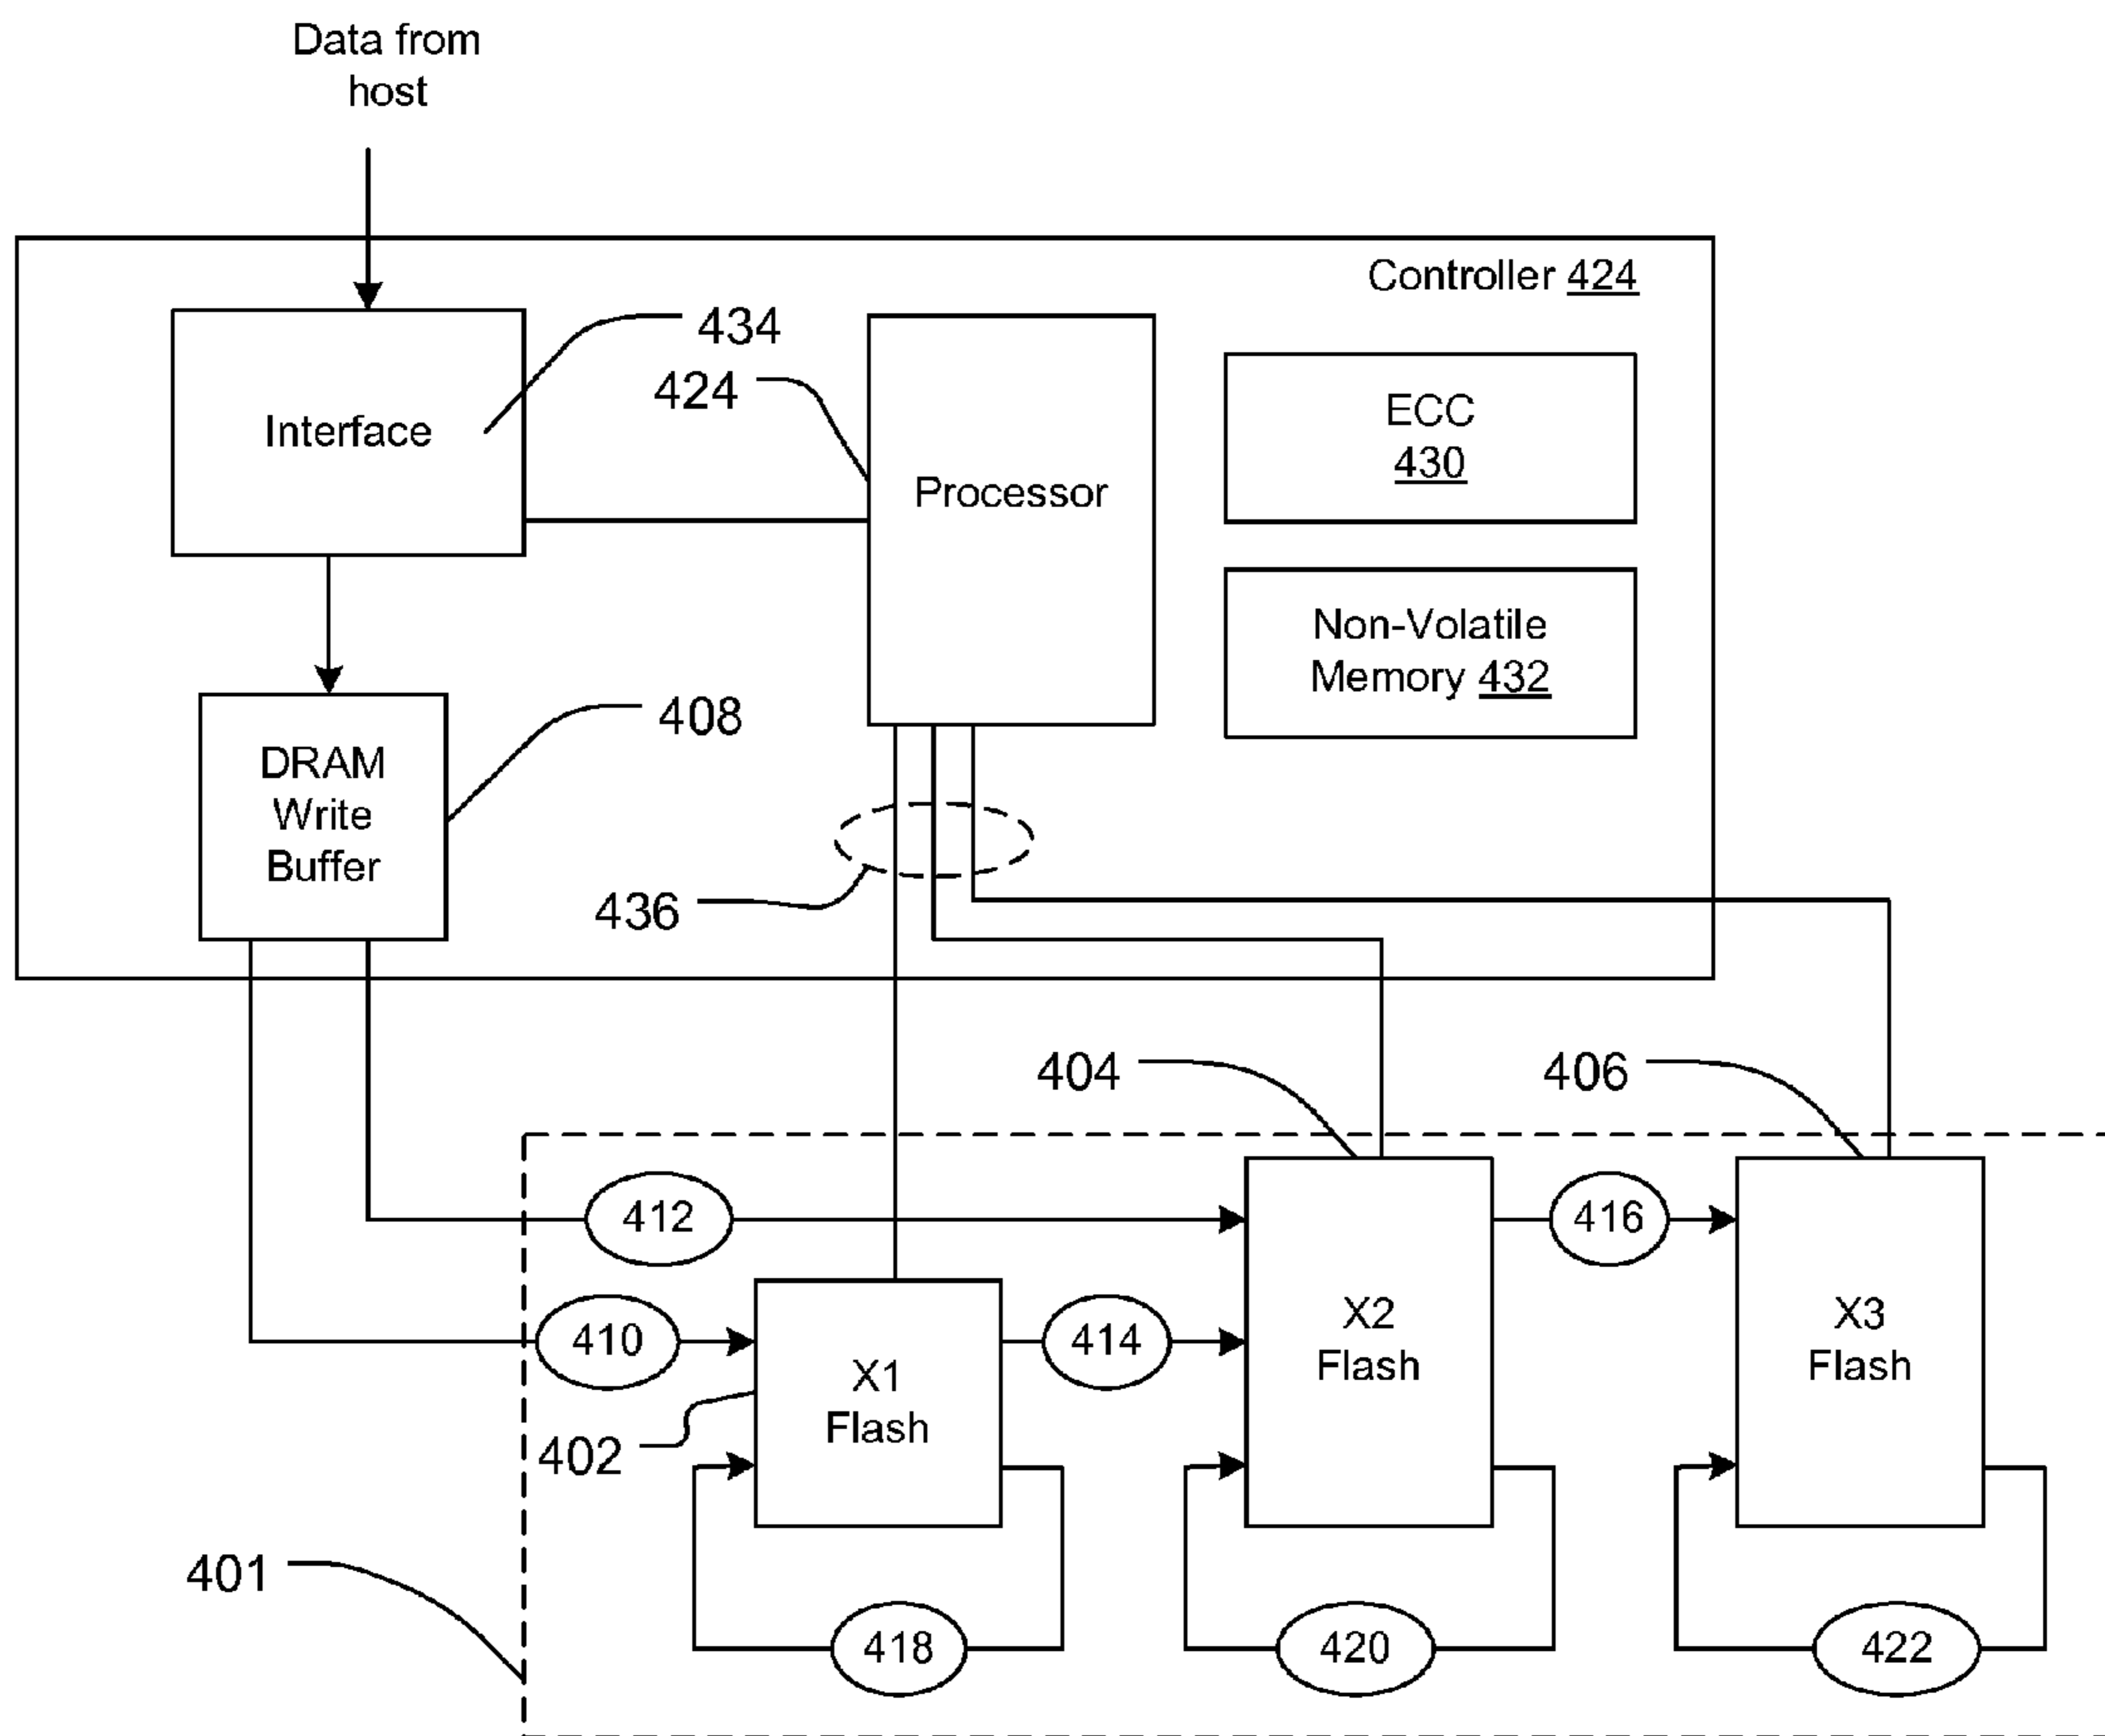 Data from
host
Controller 424
434
424
Interface
Processor
ECC
430
Non-Volatile
Memory 432
408
DRAM
Write
Buffer
436
404
406
412
416
410
414
X1
Flash
X2
Flash
X3
Flash
402
401
418
420
422